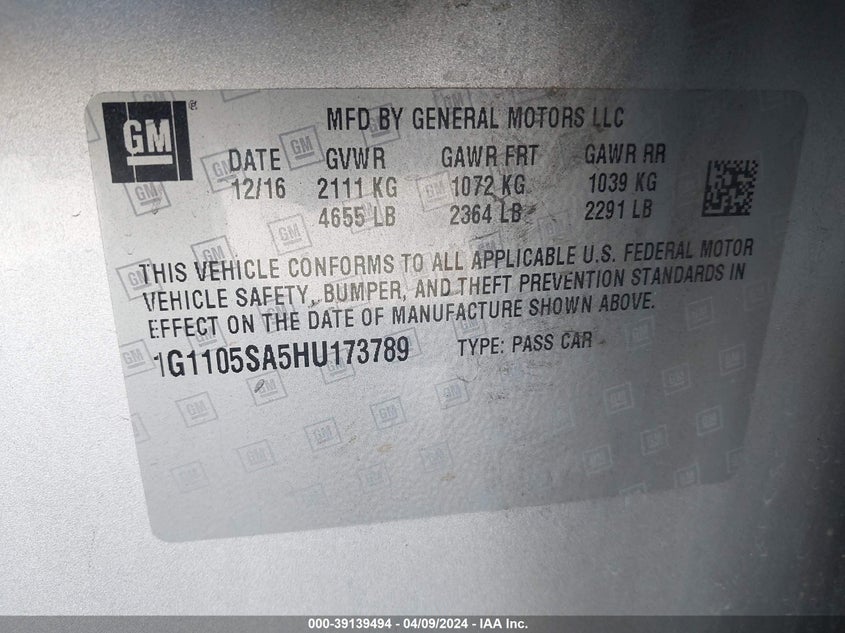 GM
MFD BY GENERAL MOTORS LLC
DATE GVWR GAWR FRT GAWR RR
12/16 2111 KG 1072 KG 1039 KG
4655 LB 2364 LB 2291 LB
THIS VEHICLE CONFORMS TO ALL APPLICABLE U.S. FEDERAL MOTOR
VEHICLE SAFETY, BUMPER, AND THEFT PREVENTION STANDARDS IN
EFFECT ON THE DATE OF MANUFACTURE SHOWN ABOVE.
1G1105SA5HU173789 TYPE: PASS CAR
000-39139494 - 04/09/2024 - IAA Inc.